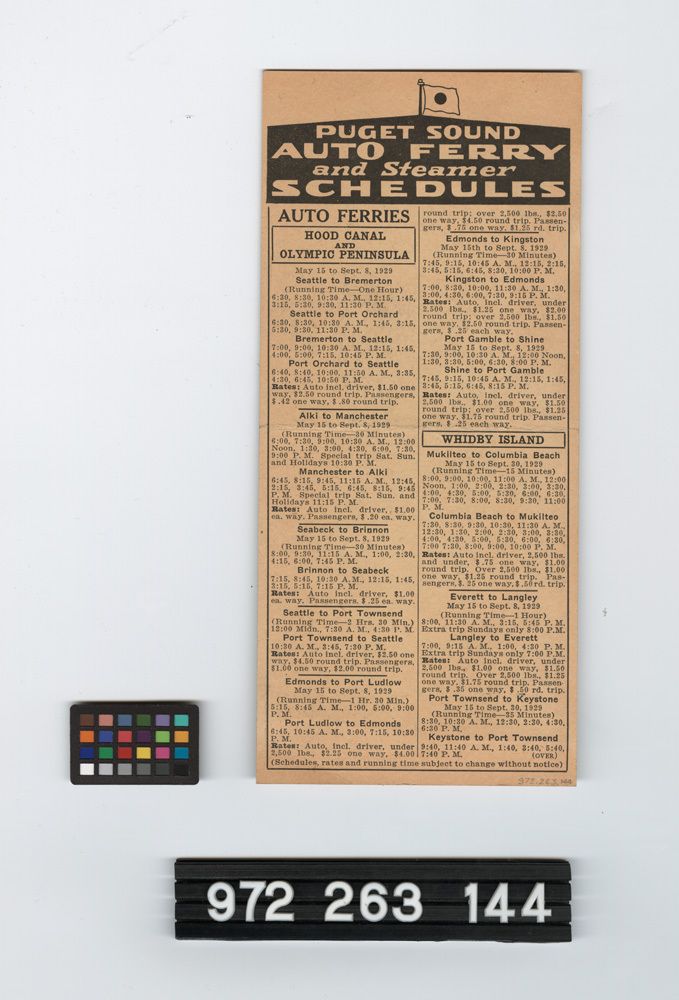 PUGET SOUND
AUTO FERRY
and Steamer
SCHEDULES
AUTO FERRIES
HOOD CANAL
AND
OLYMPIC PENINSULA
May 15 to Sept. 8, 1929
Seattle to Bremerton
(Running Time—One Hour)
6:30, 8:30, 10:30 A. M., 12:15, 1:45,
3:15, 5:30, 9:30, 11:30 P. M.
Seattle to Port Orchard
6:30, 8:30, 10:30 A. M., 1:45, 3:15,
5:30, 9:30, 11:30 P. M.
Bremerton to Seattle
7:00, 9:00, 10:30 A. M., 12:15, 1:45,
4:00, 5:00, 7:15, 10:45 P. M.
Port Orchard to Seattle
6:40, 8:40, 10:00, 11:50 A. M., 3:35,
4:30, 6:45, 10:50 P. M.
Rates: Auto incl. driver, $1.50 one
way, $2.50 round trip. Passengers,
$ .42 one way, $ .80 round trip.
Alki to Manchester
May 15 to Sept. 8, 1929
(Running Time—30 Minutes)
6:00, 7:30, 9:00, 10:30 A. M., 12:00
Noon, 1:30, 3:00, 4:30, 6:00, 7:30,
9:00 P. M. Special trip Sat. Sun.
and Holidays 10:30 P. M.
Manchester to Alki
6:45, 8:15, 9:45, 11:15 A. M., 12:45,
2:15, 3:45, 5:15, 6:45, 8:15, 9:45
P. M. Special trip Sat. Sun. and
Holidays 11:15 P. M.
Rates: Auto incl. driver, $1.00
ea. way. Passengers, $ .20 ea. way.
Seabeck to Brinnon
May 15 to Sept. 8, 1929
(Running Time—30 Minutes)
8:00, 9:30, 11:15 A. M., 1:00, 2:30,
4:15, 6:00, 7:45 P. M.
Brinnon to Seabeck
7:15, 8:45, 10:30 A. M., 12:15, 1:45,
3:15, 5:15, 7:15 P. M.
Rates: Auto incl. driver, $1.00
ea. way. Passengers, $ .25 ea. way.
Seattle to Port Townsend
(Running Time—2 Hrs. 30 Min.)
12:00 Midn., 7:30 A. M., 4:30 P. M.
Port Townsend to Seattle
10:30 A. M., 3:45, 7:30 P. M.
Rates: Auto incl. driver, $2.50 one
way, $4.50 round trip. Passengers,
$1.00 one way, $2.00 round trip.
Edmonds to Port Ludlow
May 15 to Sept. 8, 1929
(Running Time—1 Hr. 30 Min.)
5:15, 8:45 A. M., 1:00, 5:00, 9:00
P. M.
Port Ludlow to Edmonds
6:45, 10:45 A. M., 3:00, 7:15, 10:30
P. M.
Rates: Auto, incl. driver, under
2,500 lbs., $2.25 one way, $4.00
round trip; over 2,500 lbs., $2.50
one way, $4.50 round trip. Passen-
gers, $ .75 one way, $1.25 rd. trip.
Edmonds to Kingston
May 15th to Sept. 8, 1929
(Running Time—30 Minutes)
7:45, 9:15, 10:45 A. M., 12:15, 2:15,
3:45, 5:15, 6:45, 8:30, 10:00 P. M.
Kingston to Edmonds
7:00, 8:30, 10:00, 11:30 A. M., 1:30,
3:00, 4:30, 6:00, 7:30, 9:15 P. M.
Rates: Auto, incl. driver, under
2,500 lbs., $1.25 one way, $2.00
round trip; over 2,500 lbs., $1.50
one way, $2.50 round trip. Passen-
gers, $ .25 each way.
Port Gamble to Shine
May 15 to Sept. 8, 1929
7:30, 9:00, 10:30 A. M., 12:00 Noon,
1:30, 3:30, 5:00, 6:30, 8:00 P. M.
Shine to Port Gamble
7:45, 9:15, 10:45 A. M., 12:15, 1:45,
3:45, 5:15, 6:45, 8:15 P. M.
Rates: Auto, incl. driver, under
2,500 lbs., $1.00 one way, $1.50
round trip; over 2,500 lbs., $1.25
one way, $1.75 round trip. Passen-
gers, $ .25 each way.
WHIDBY ISLAND
Mukilteo to Columbia Beach
May 15 to Sept. 30, 1929
(Running Time—15 Minutes)
8:00, 9:00, 10:00, 11:00 A. M., 12:00
Noon, 1:00, 2:00, 2:30, 3:00, 3:30,
4:00, 4:30, 5:00, 5:30, 6:00, 6:30,
7:00, 7:30, 8:00, 8:30, 9:30, 11:00
P. M.
Columbia Beach to Mukilteo
7:30, 8:30, 9:30, 10:30, 11:30 A. M.,
12:30, 1:30, 2:00, 2:30, 3:00, 3:30,
4:00, 4:30, 5:00, 5:30, 6:00, 6:30,
7:00 7:30, 8:00, 9:00, 10:00 P. M.
Rates: Auto incl. driver, 2,500 lbs.
and under, $ .75 one way, $1.00
round trip. Over 2,500 lbs., $1.00
one way, $1.25 round trip. Pas-
sengers, $ .25 one way, $ .50 rd. trip.
Everett to Langley
May 15 to Sept. 8, 1929
(Running Time—1 Hour)
8:00, 11:30 A. M., 3:15, 5:45 P. M.
Extra trip Sundays only 8:00 P. M.
Langley to Everett
7:00, 9:15 A. M., 1:00, 4:30 P. M.
Extra trip Sundays only 7:00 P. M.
Rates: Auto incl. driver, under
2,500 lbs., $1.00 one way, $1.50
round trip. Over 2,500 lbs., $1.25
one way, $1.75 round trip. Passen-
gers, $ .35 one way, $ .50 rd. trip.
Port Townsend to Keystone
May 15 to Sept. 30, 1929
(Running Time—35 Minutes)
8:30, 10:30 A. M., 12:30, 2:30, 4:30,
6:30 P. M.
Keystone to Port Townsend
9:40, 11:40 A. M., 1:40, 3:40, 5:40,
7:40 P. M. (OVER)
(Schedules, rates and running time subject to change without notice)
972.263.144
972 263 144